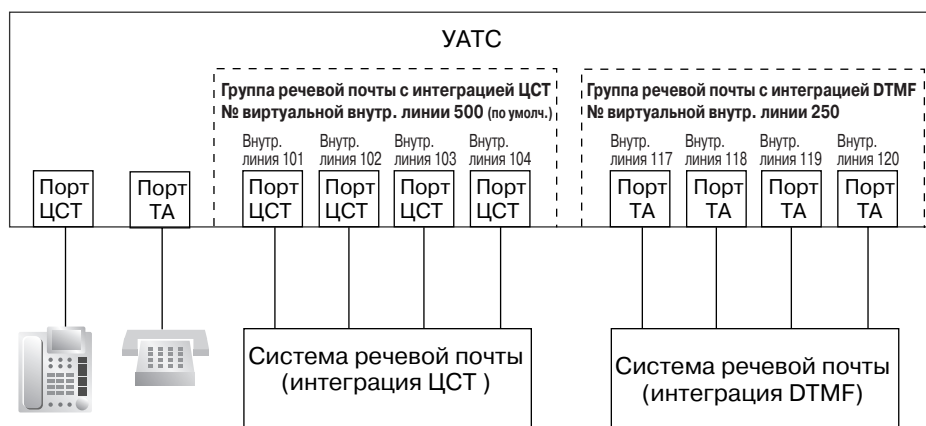 УАТС
Группа речевой почты с интеграцией ЦСТ
№ виртуальной внутр. линии 500 (по умолч.)
Группа речевой почты с интеграцией DTMF
№ виртуальной внутр. линии 250
Внутр.
линия 101
Внутр.
линия 102
Внутр.
линия 103
Внутр.
линия 104
Внутр.
линия 117
Внутр.
линия 118
Внутр.
линия 119
Внутр.
линия 120
Порт
ЦСТ
Порт
ТА
Порт
ЦСТ
Порт
ЦСТ
Порт
ЦСТ
Порт
ЦСТ
Порт
ТА
Порт
ТА
Порт
ТА
Порт
ТА
Система речевой почты
(интеграция ЦСТ )
Система речевой почты
(интеграция DTMF)